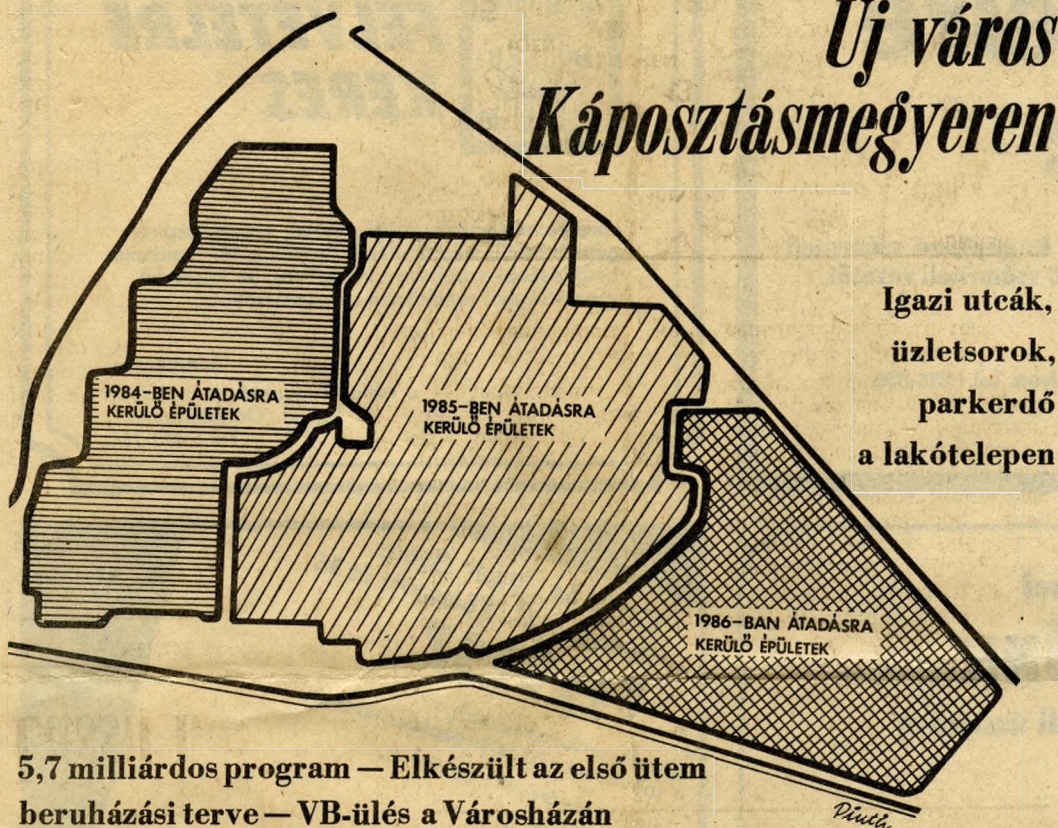 Uj város
Káposztásmegyeren
Igazi utcák,
üzletsorok,
parkerdő
a lakótelepen
1984-BEN ÁTADÁSRA
KERÜLŐ ÉPÜLETEK
1985-BEN ÁTADÁSRA
KERÜLŐ ÉPÜLETEK
1986-BAN ÁTADÁSRA
KERÜLŐ ÉPÜLETEK
5,7 milliárdos program — Elkészült az első ütem
beruházási terve — VB-ülés a Városházán